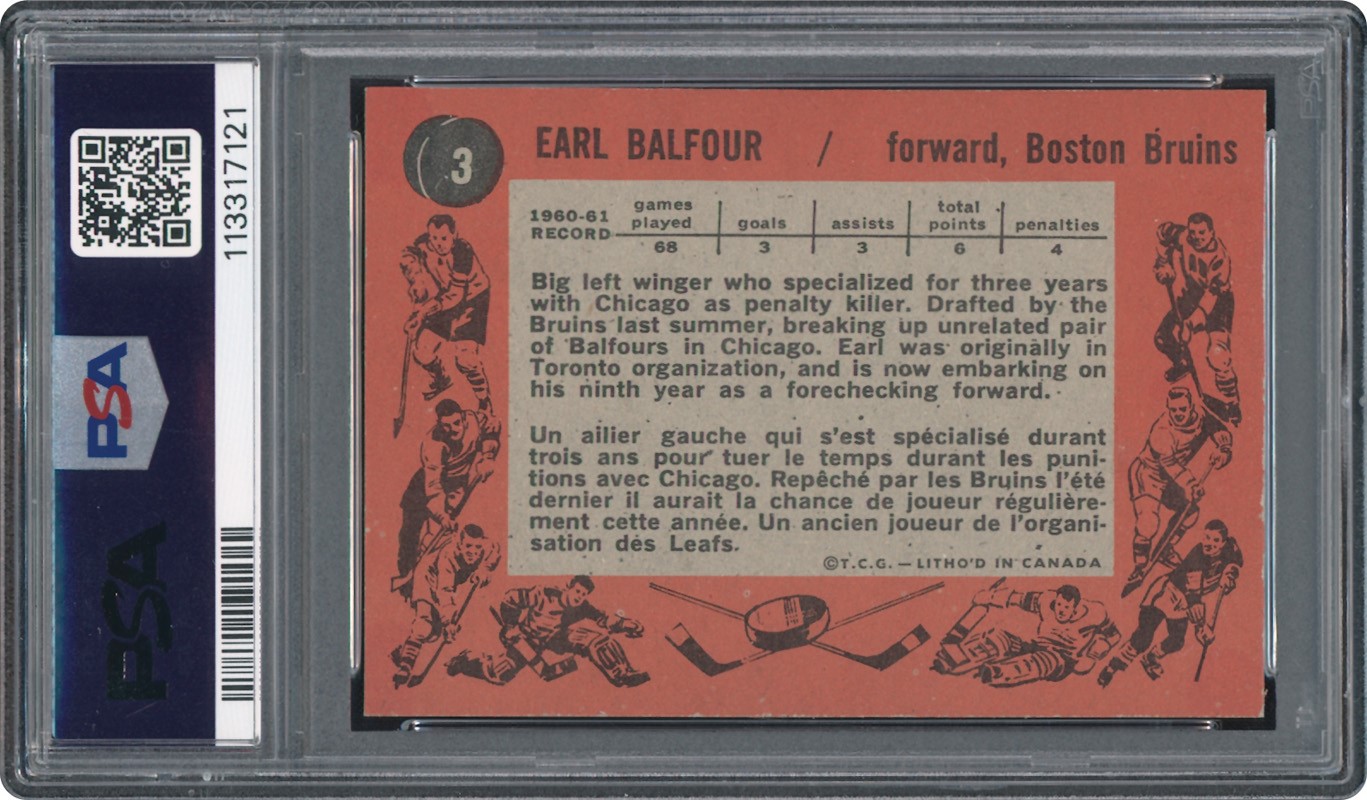 113317121
PSA
PSA
PSA
3
EARL BALFOUR / forward, Boston Bruins
1960-61 RECORD games played goals assists total points penalties
68 3 3 6 4
Big left winger who specialized for three years
with Chicago as penalty killer. Drafted by the
Bruins last summer, breaking up unrelated pair
of Balfours in Chicago. Earl was originally in
Toronto organization, and is now embarking on
his ninth year as a forechecking forward.
Un ailier gauche qui s'est spécialisé durant
trois ans pour tuer le temps durant les puni-
tions avec Chicago. Repêché par les Bruins l'été
dernier il aurait la chance de joueur régulière-
ment cette année. Un ancien joueur de l'organi-
sation des Leafs.
©T.C.G. — LITHO'D IN CANADA